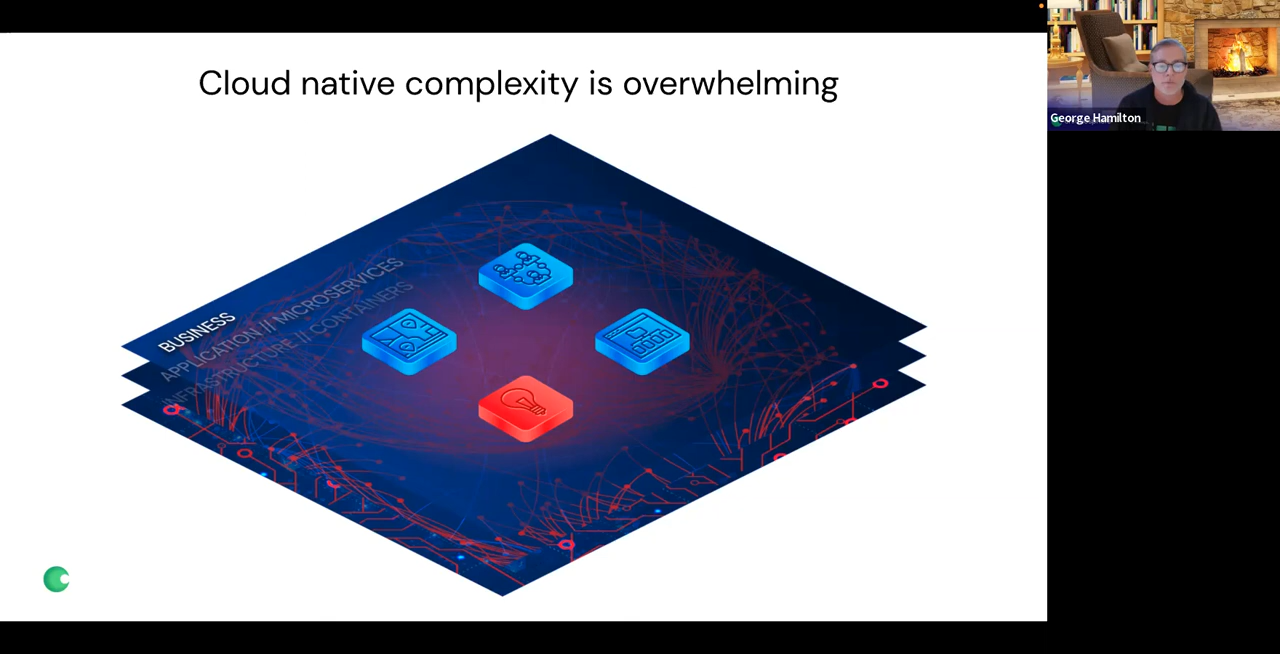 Cloud native complexity is overwhelming
BUSINESS
APPLICATION // MICROSERVICES
INFRASTRUCTURE // CONTAINERS
George Hamilton